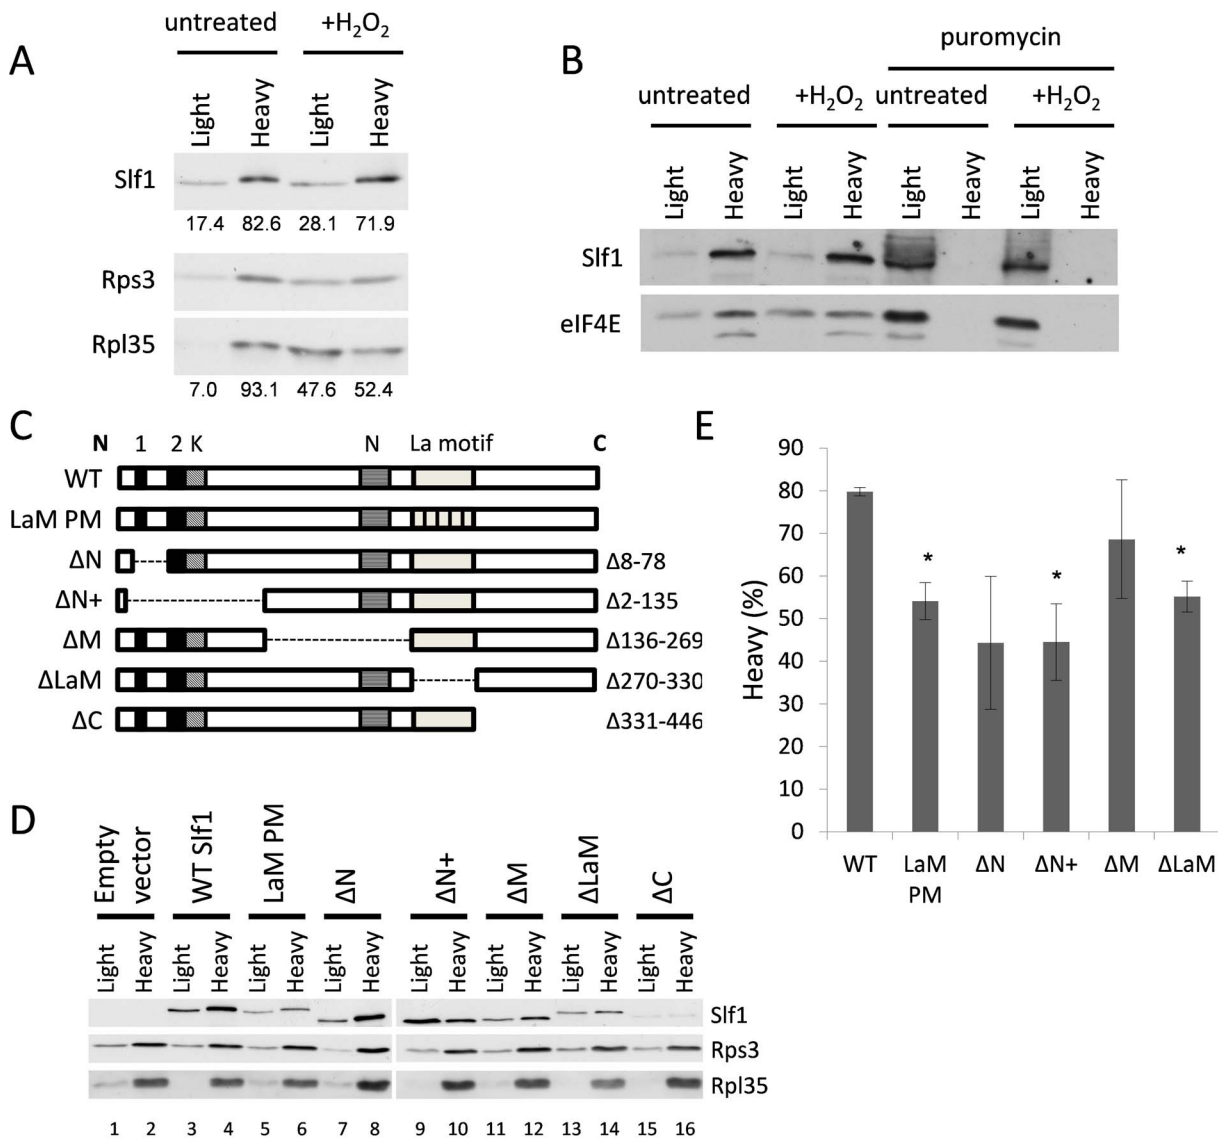 A
untreated
+H₂O₂
Light
Heavy
Light
Heavy
Slf1
17.4 82.6 28.1 71.9
Rps3
Rpl35
7.0 93.1 47.6 52.4
B
puromycin
untreated
+H₂O₂
untreated
+H₂O₂
Light
Heavy
Light
Heavy
Light
Heavy
Light
Heavy
Slf1
eIF4E
C
N 1 2 K N La motif C
WT
LaM PM
ΔN Δ8-78
ΔN+ Δ2-135
ΔM Δ136-269
ΔLaM Δ270-330
ΔC Δ331-446
D
Empty
vector
WT Slf1
LaM PM
ΔN
ΔN+
ΔM
ΔLaM
ΔC
Light
Heavy
Light
Heavy
Light
Heavy
Light
Heavy
Light
Heavy
Light
Heavy
Light
Heavy
Light
Heavy
Slf1
Rps3
Rpl35
1 2 3 4 5 6 7 8 9 10 11 12 13 14 15 16
E
Heavy (%)
90
80
70
60
50
40
30
20
10
0
*
*
*
WT
LaM
PM
ΔN
ΔN+
ΔM
ΔLaM